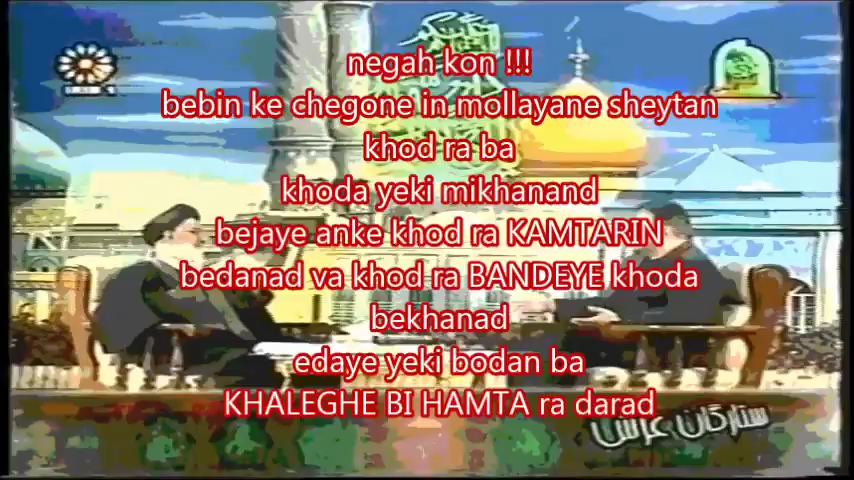 negah kon !!!
bebin ke chegone in mollayane sheytan
khod ra ba
khoda yeki mikhanand
bejaye anke khod ra KAMTARIN
bedanad va khod ra BANDEYE khoda
bekhanad
edaye yeki bodan ba
KHALEGHE BI HAMTA ra darad
ستارگان عرش